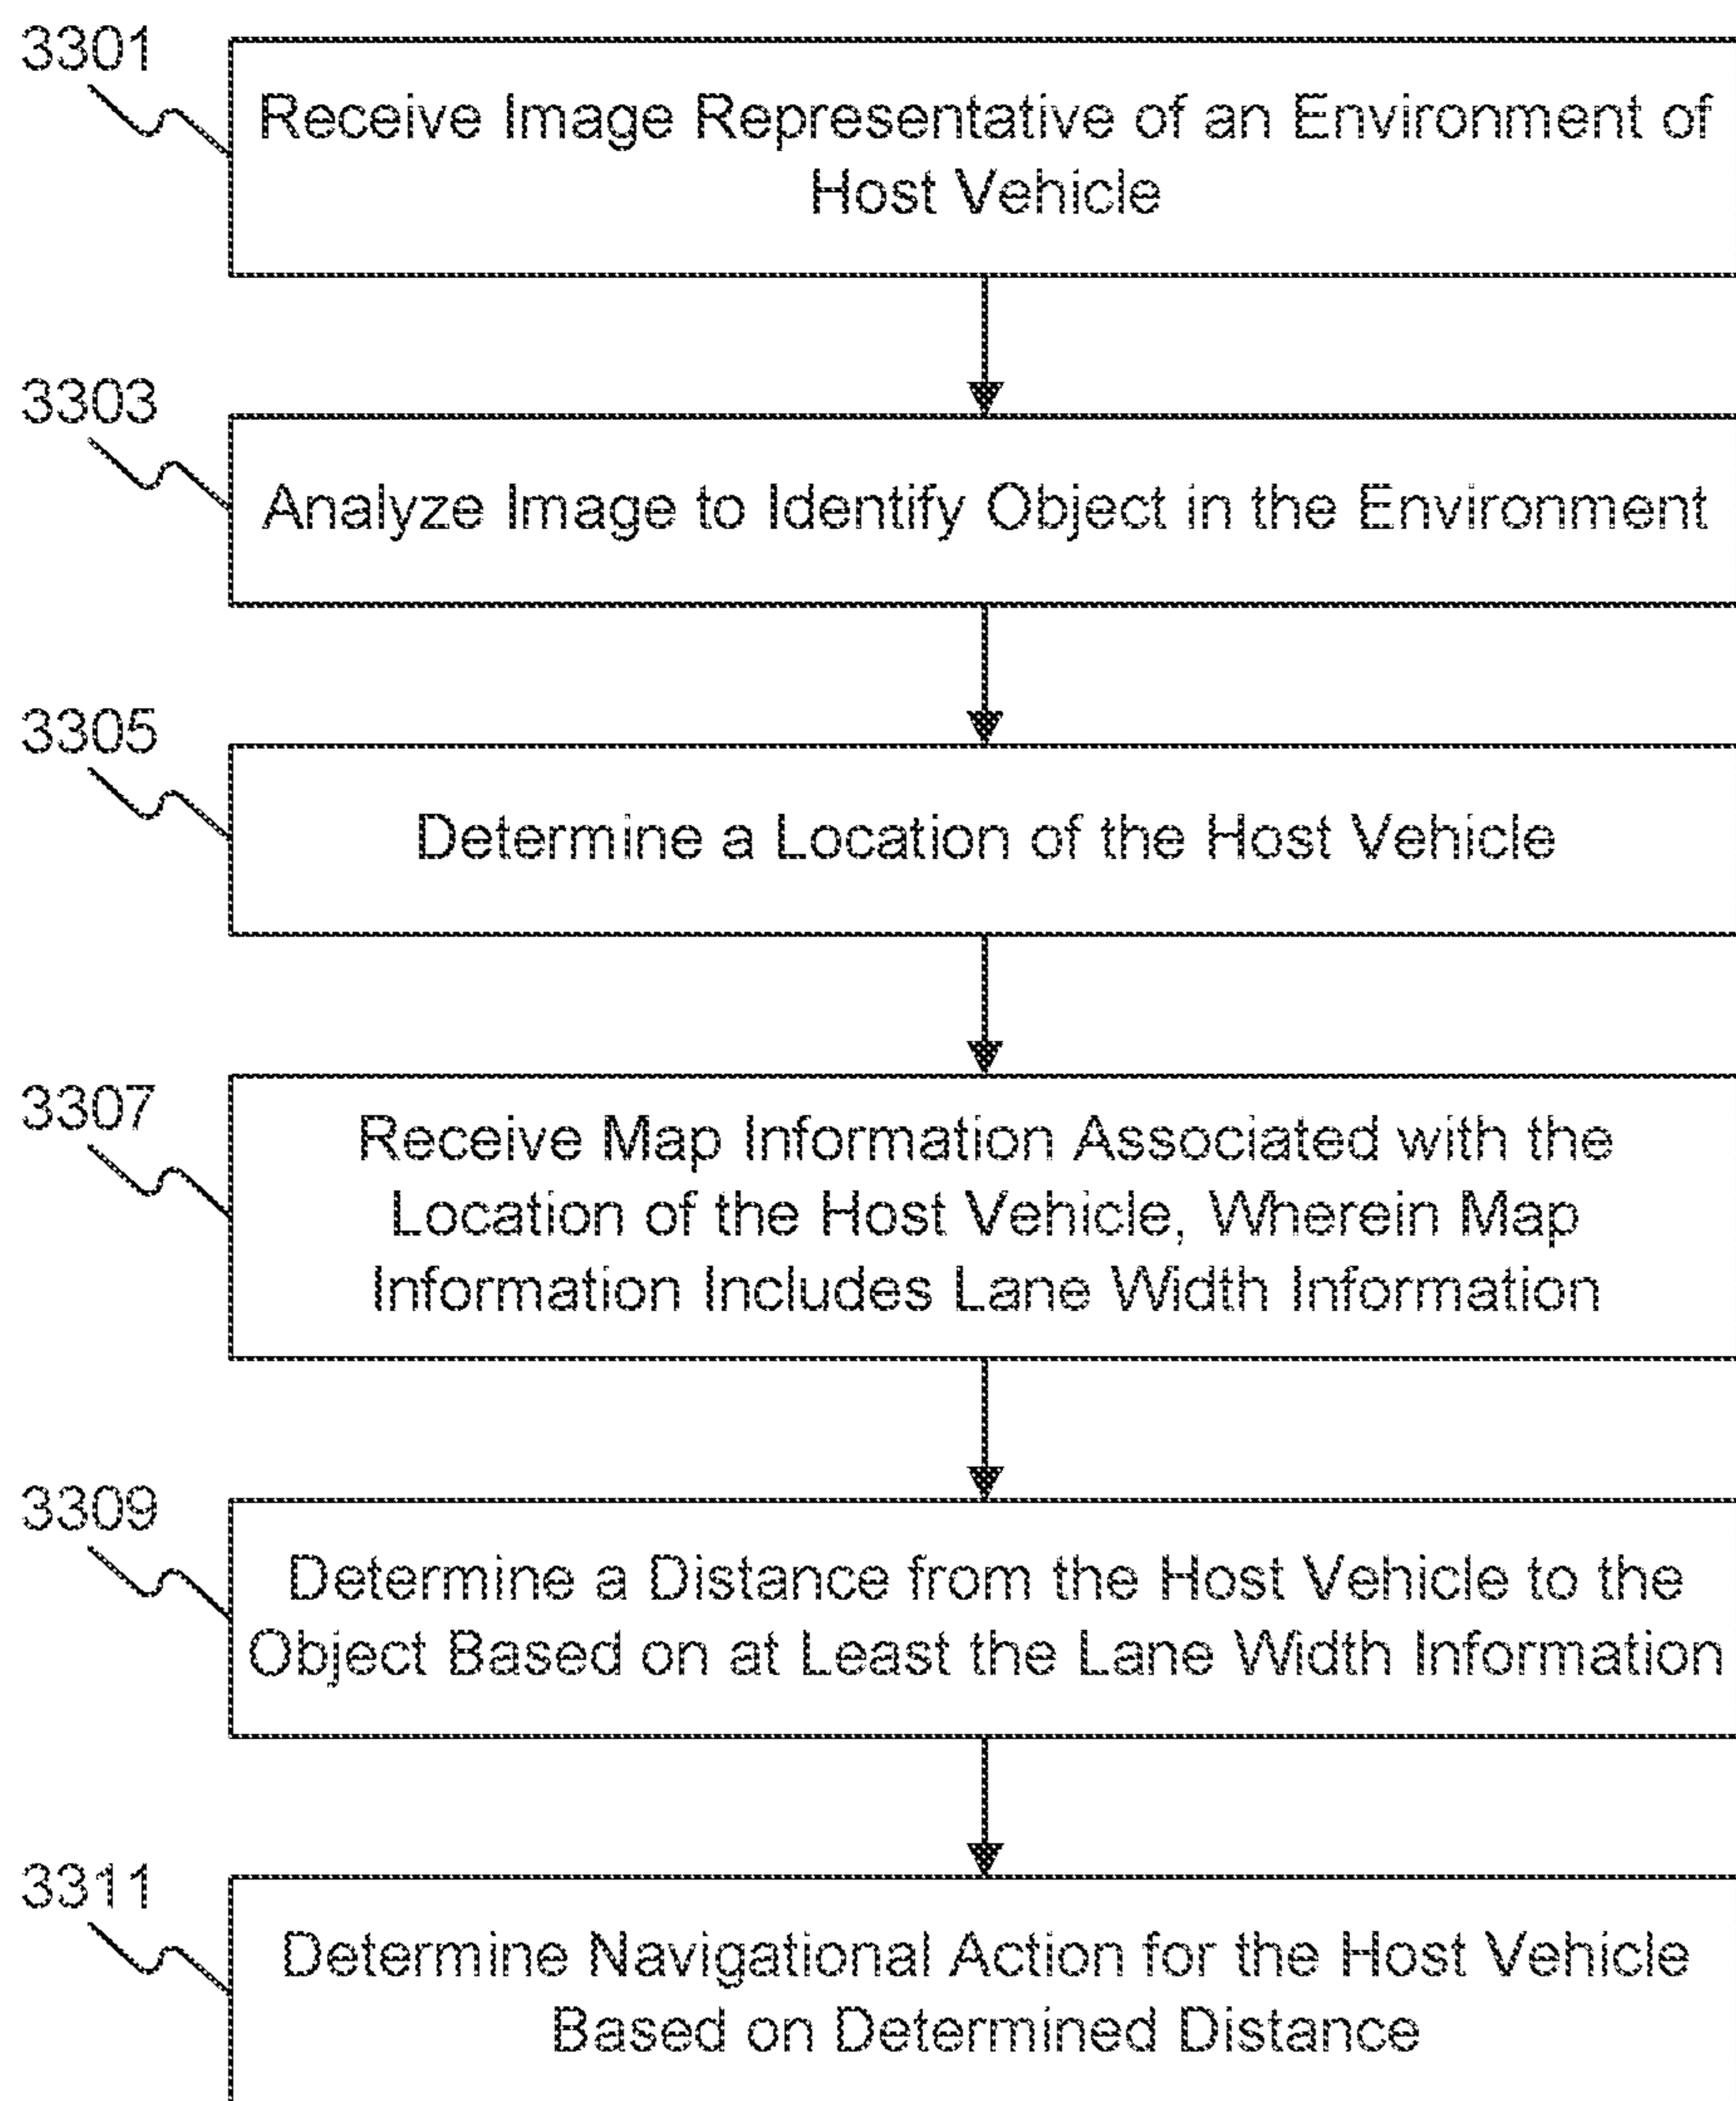 3301
Receive Image Representative of an Environment of
Host Vehicle
3303
Analyze Image to Identify Object in the Environment
3305
Determine a Location of the Host Vehicle
3307
Receive Map Information Associated with the
Location of the Host Vehicle, Wherein Map
Information Includes Lane Width Information
3309
Determine a Distance from the Host Vehicle to the
Object Based on at Least the Lane Width Information
3311
Determine Navigational Action for the Host Vehicle
Based on Determined Distance